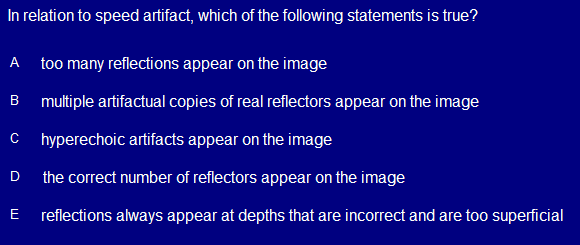 In relation to speed artifact, which of the following statements is true?
A too many reflections appear on the image
B multiple artifactual copies of real reflectors appear on the image
C hyperechoic artifacts appear on the image
D the correct number of reflectors appear on the image
E reflections always appear at depths that are incorrect and are too superficial